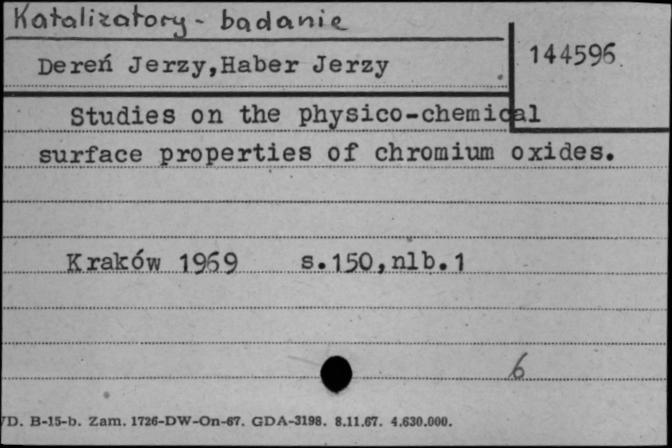 Katalizatory - badanie
Dereń Jerzy,Haber Jerzy
144596
Studies on the physico-chemical
surface properties of chromium oxides.
Kraków 1969 s.150,nlb.1
6
D. B-15-b. Zam. 1726-DW-On-67. GDA-3198. 8.11.67. 4.630.000.